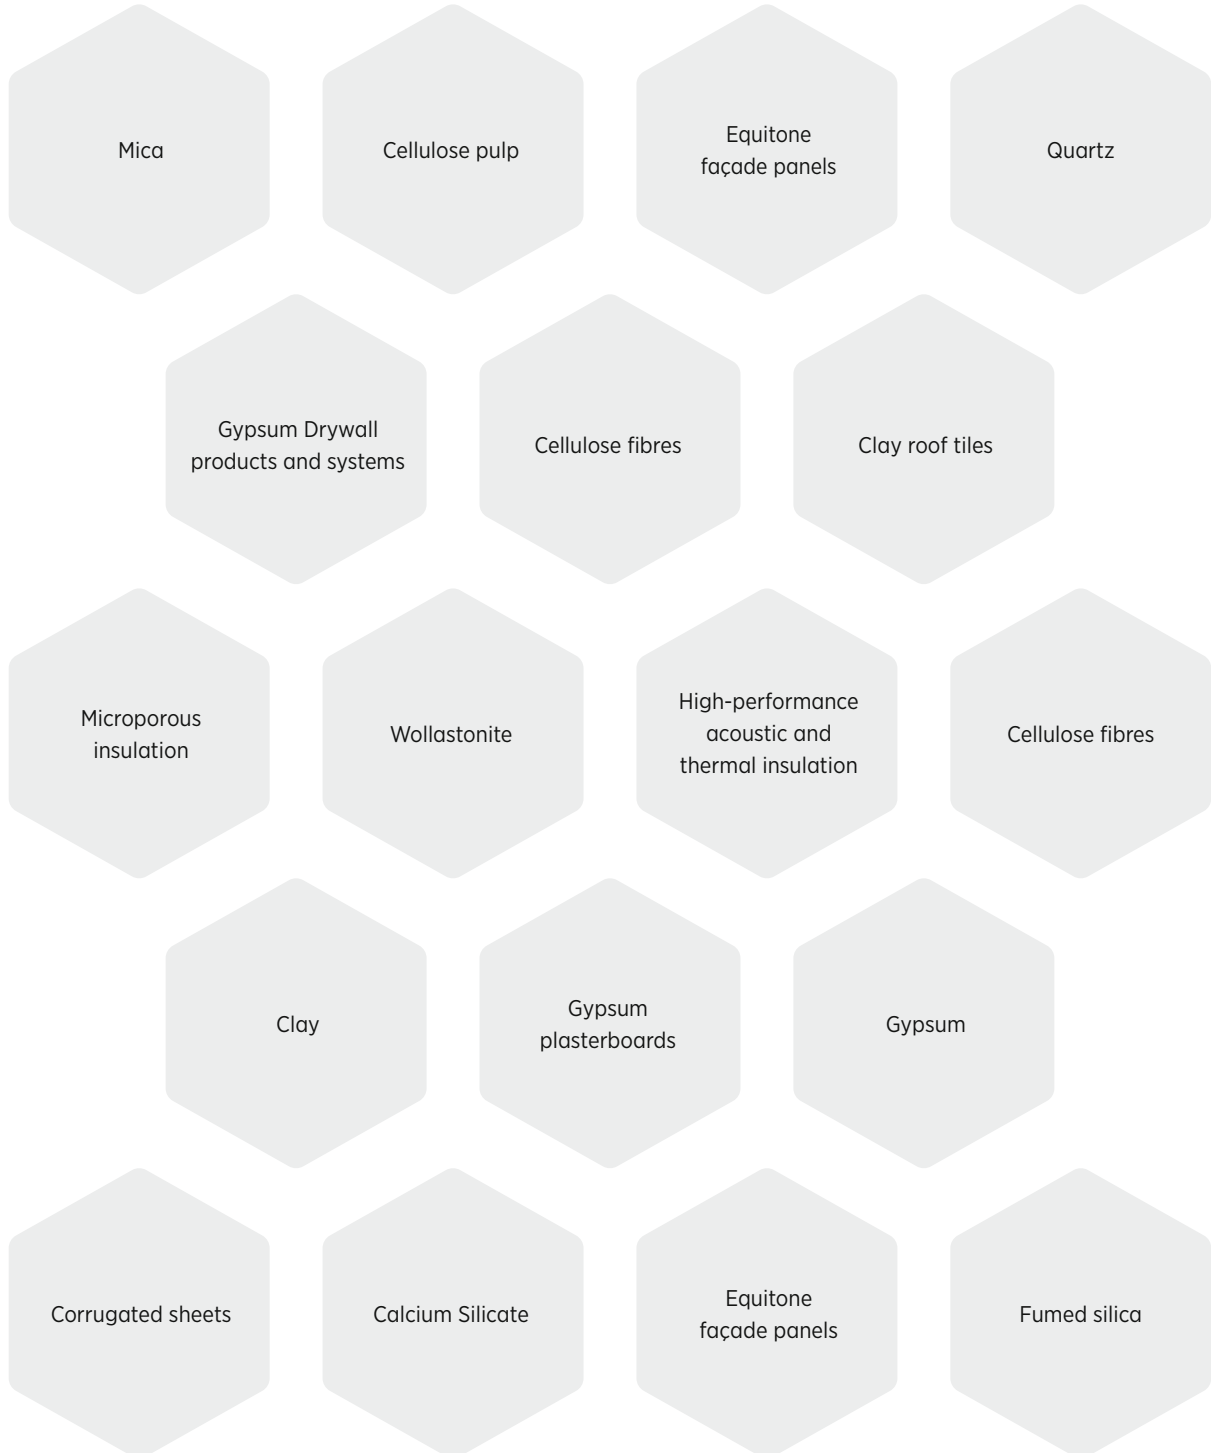 Mica
Cellulose pulp
Equitone
façade panels
Quartz
Gypsum Drywall
products and systems
Cellulose fibres
Clay roof tiles
Microporous
insulation
Wollastonite
High-performance
acoustic and
thermal insulation
Cellulose fibres
Clay
Gypsum
plasterboards
Gypsum
Corrugated sheets
Calcium Silicate
Equitone
façade panels
Fumed silica